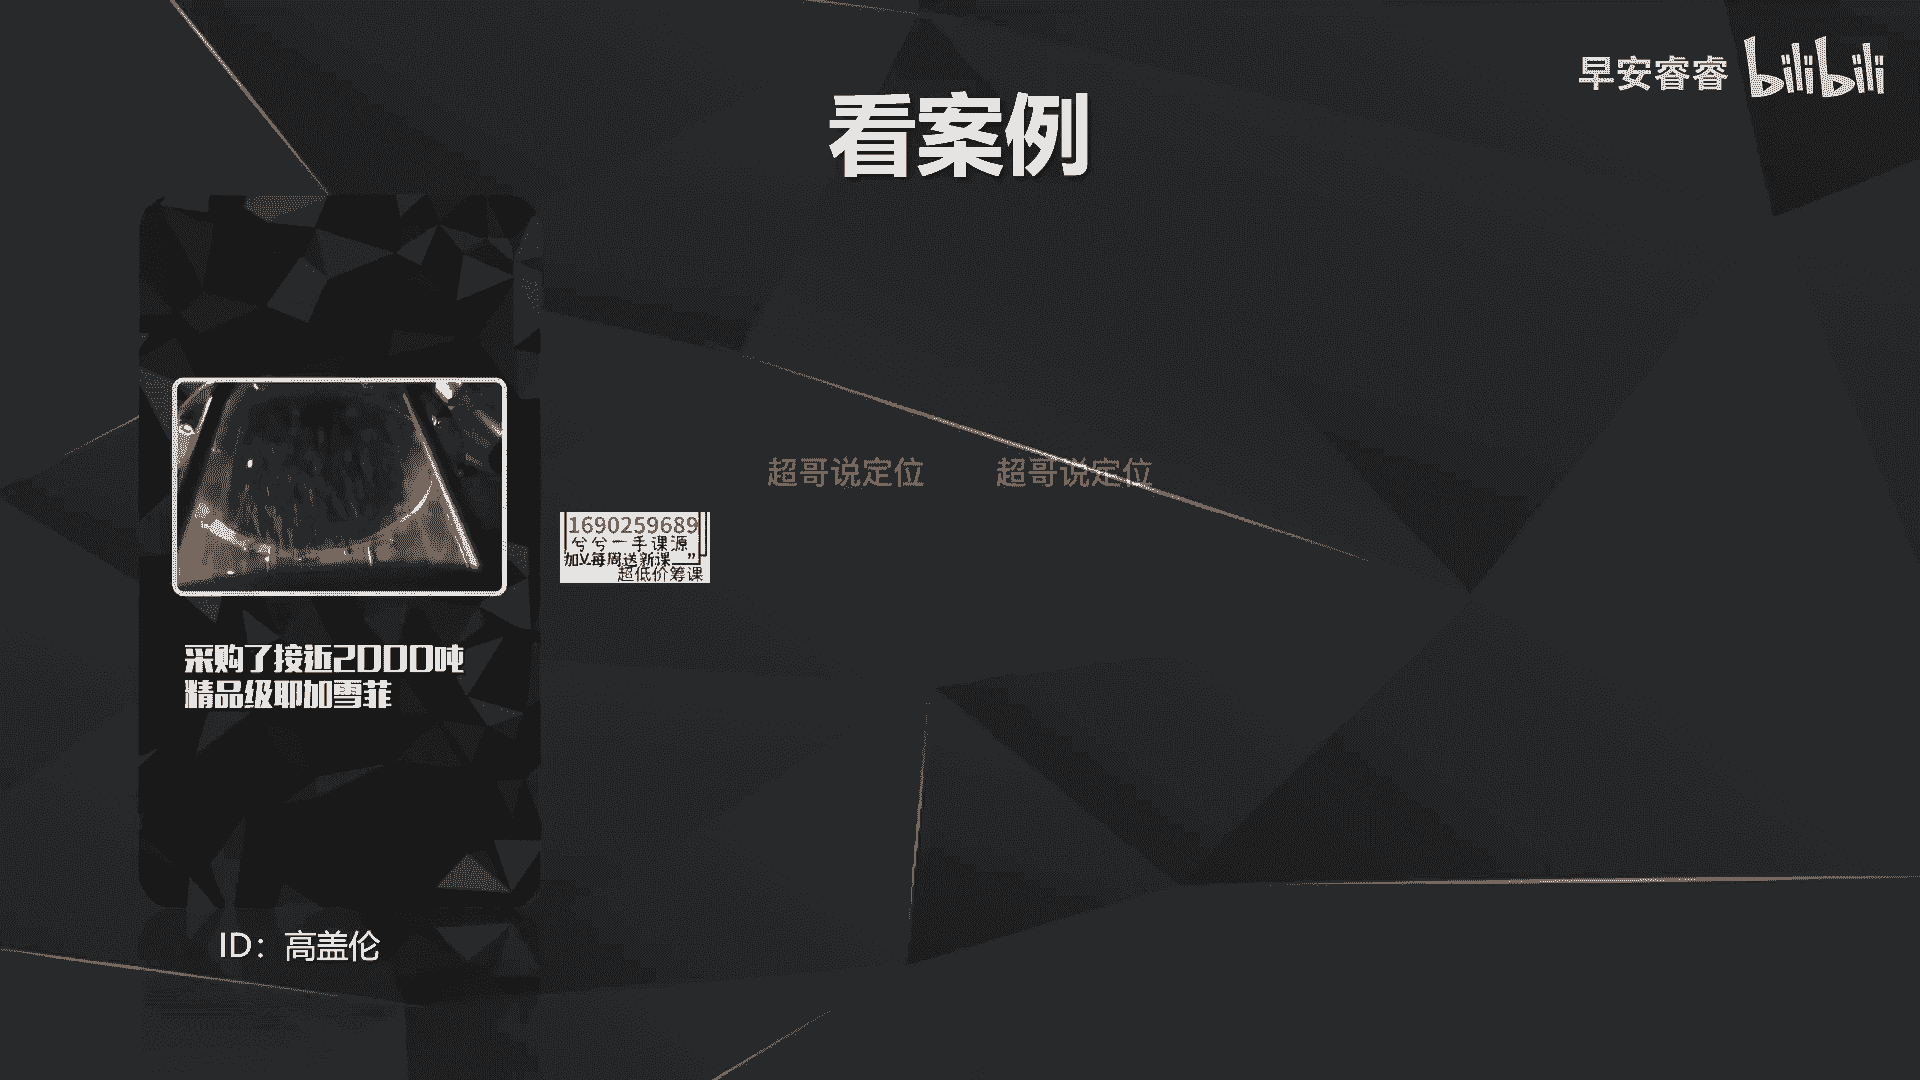 早安睿睿 bilibili
看案例
超哥说定位 超哥说定位
1690259689
兮兮一手课源
加V每周送新课
超低价筹课
采购了接近2000吨
精品级耶加雪菲
ID：高盖伦